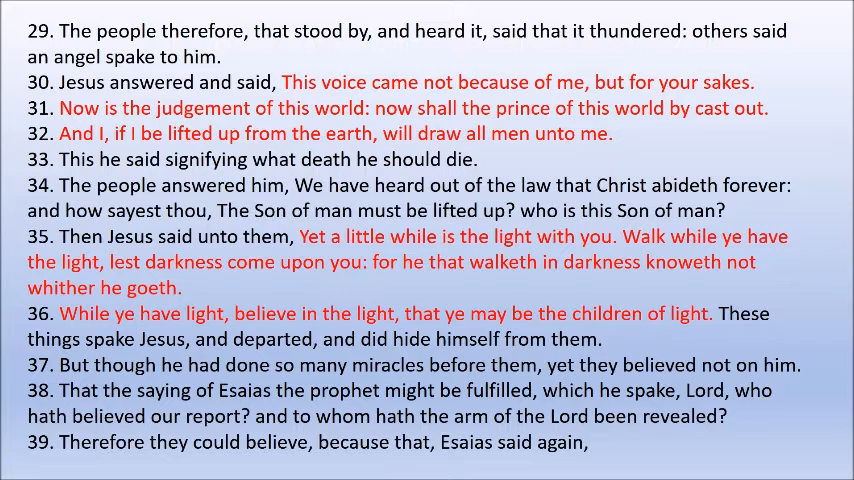 29. The people therefore, that stood by, and heard it, said that it thundered: others said
an angel spake to him.
30. Jesus answered and said, This voice came not because of me, but for your sakes.
31. Now is the judgement of this world: now shall the prince of this world by cast out.
32. And I, if I be lifted up from the earth, will draw all men unto me.
33. This he said signifying what death he should die.
34. The people answered him, We have heard out of the law that Christ abideth forever:
and how sayest thou, The Son of man must be lifted up? who is this Son of man?
35. Then Jesus said unto them, Yet a little while is the light with you. Walk while ye have
the light, lest darkness come upon you: for he that walketh in darkness knoweth not
whither he goeth.
36. While ye have light, believe in the light, that ye may be the children of light. These
things spake Jesus, and departed, and did hide himself from them.
37. But though he had done so many miracles before them, yet they believed not on him.
38. That the saying of Esaias the prophet might be fulfilled, which he spake, Lord, who
hath believed our report? and to whom hath the arm of the Lord been revealed?
39. Therefore they could believe, because that, Esaias said again,